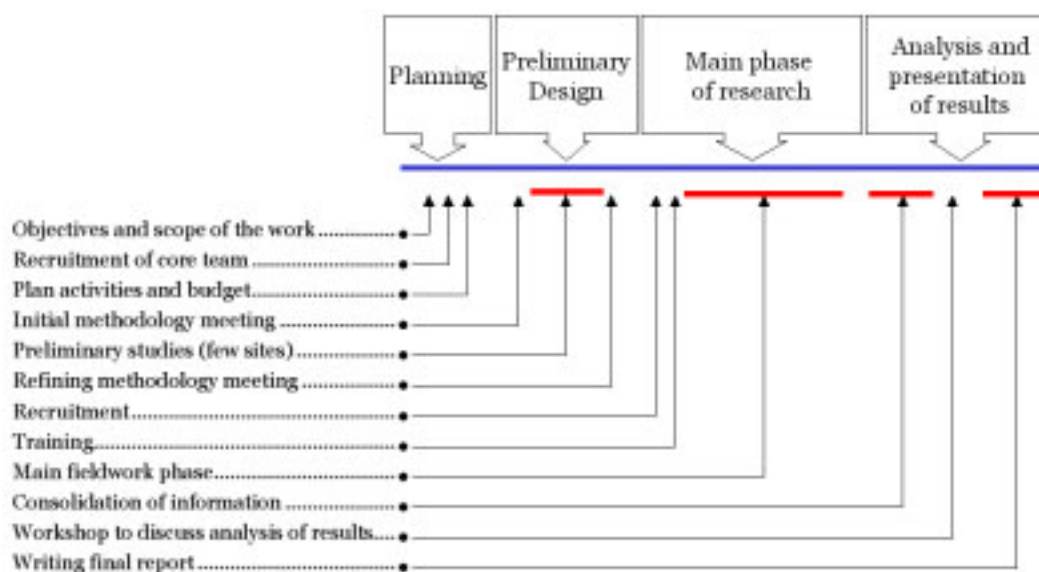 Planning
Preliminary
Design
Main phase
of research
Analysis and
presentation
of results
Objectives and scope of the work
Recruitment of core team
Plan activities and budget
Initial methodology meeting
Preliminary studies (few sites)
Refining methodology meeting
Recruitment
Training
Main fieldwork phase
Consolidation of information
Workshop to discuss analysis of results
Writing final report